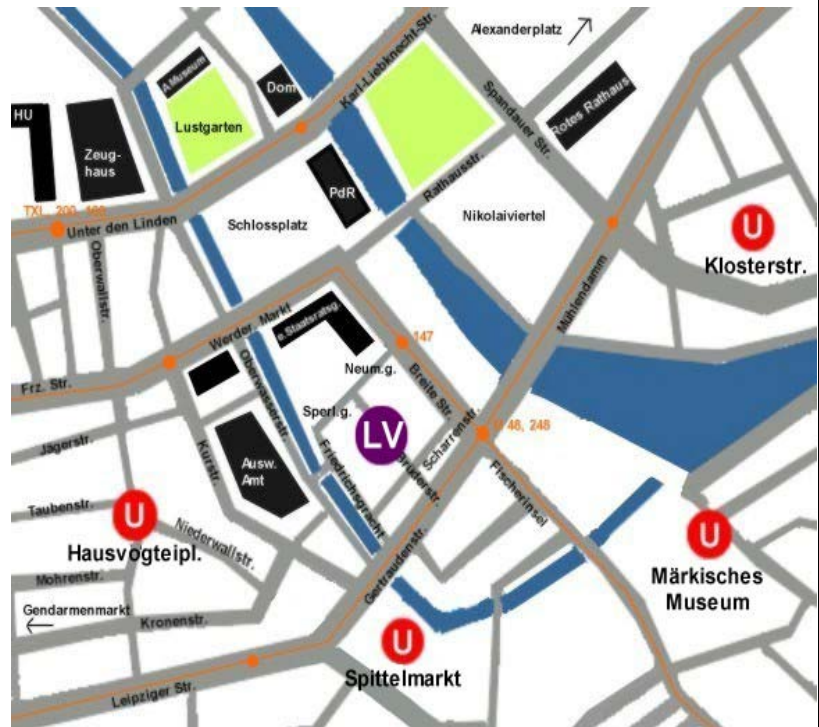 Alexanderplatz
A.Museum
Dom
Karl-Liebknecht-Str.
HU
Zeug-
haus
Lustgarten
Spandauer Str.
Rotes Rathaus
PdR
Rathausstr.
Nikolaiviertel
Unter den Linden
Schlossplatz
U
Klosterstr.
Oberwallstr.
Mühlendamm
Werder Markt
e.Staatsratsg.
147
Neum.g.
Breite Str.
Frz. Str.
Oberwasserstr.
Sperl.g.
LV
Scharrenstr.
48, 248
Jägerstr.
Kurstr.
Ausw.
Amt
Friedrichsgracht
Brüderstr.
Fischerinsel
Taubenstr.
U
Hausvogteipl.
Niederwallstr.
Gertraudenstr.
U
Märkisches
Museum
Mohrenstr.
Gendarmenmarkt
Kronenstr.
U
Spittelmarkt
Leipziger Str.